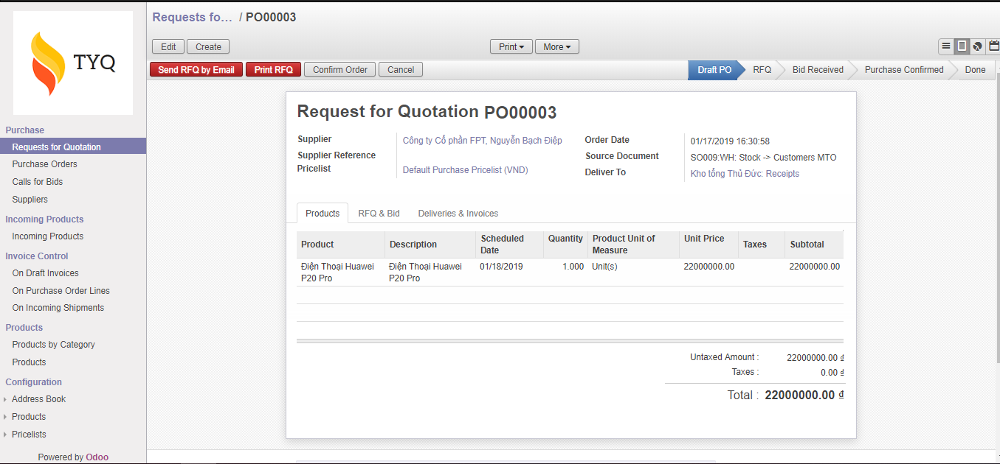 TYQ
Purchase
Requests for Quotation
Purchase Orders
Calls for Bids
Suppliers
Incoming Products
Incoming Products
Invoice Control
On Draft Invoices
On Purchase Order Lines
On Incoming Shipments
Products
Products by Category
Products
Configuration
Address Book
Products
Pricelists
Powered by Odoo
Requests fo... / PO00003
Edit Create Print More
Send RFQ by Email Print RFQ Confirm Order Cancel Draft PO RFQ Bid Received Purchase Confirmed Done
Request for Quotation PO00003
Supplier Công ty Cổ phần FPT, Nguyễn Bạch Điệp
Supplier Reference
Pricelist Default Purchase Pricelist (VND)
Order Date 01/17/2019 16:30:58
Source Document SO009:WH: Stock -> Customers MTO
Deliver To Kho tổng Thủ Đức: Receipts
Products RFQ & Bid Deliveries & Invoices
Product Description Scheduled Date Quantity Product Unit of Measure Unit Price Taxes Subtotal
Điện Thoại Huawei P20 Pro Điện Thoại Huawei P20 Pro 01/18/2019 1.000 Unit(s) 22000000.00 22000000.00
Untaxed Amount : 22000000.00 ₫
Taxes : 0.00 ₫
Total : 22000000.00 ₫